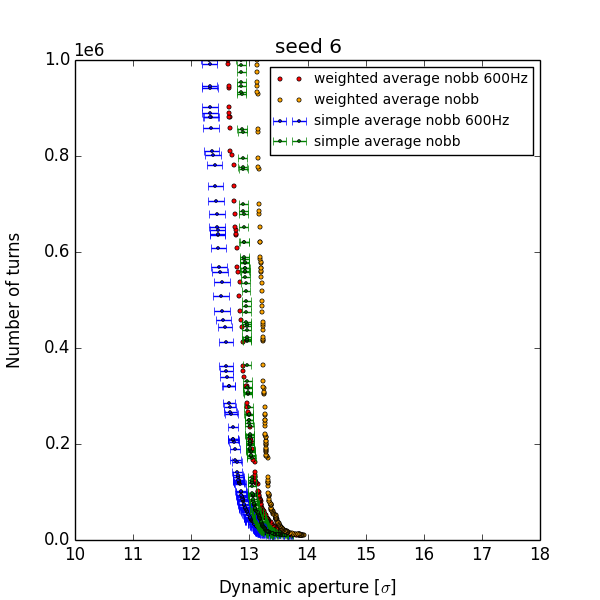 seed 6
1e6
weighted average nobb 600Hz
weighted average nobb
simple average nobb 600Hz
simple average nobb
1.0
0.8
0.6
0.4
0.2
0.0
Number of turns
10 11 12 13 14 15 16 17 18
Dynamic aperture [σ]